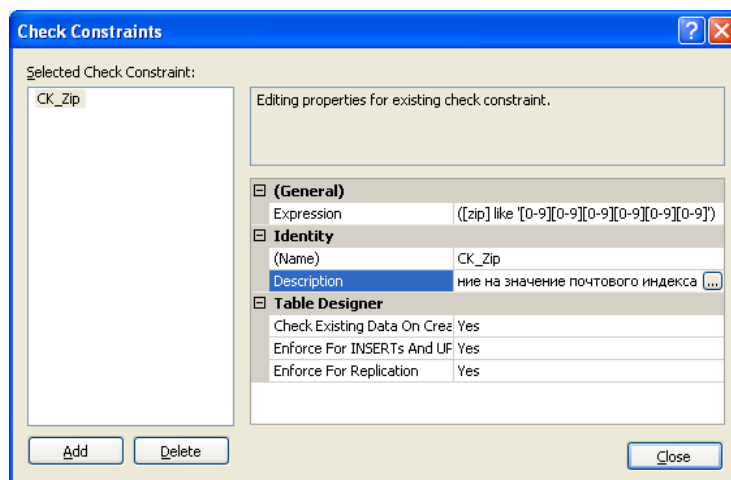 Check Constraints
Selected Check Constraint:
CK_Zip
Editing properties for existing check constraint.
(General)
Expression ([zip] like '[0-9][0-9][0-9][0-9][0-9][0-9]')
Identity
(Name) CK_Zip
Description ние на значение почтового индекса ...
Table Designer
Check Existing Data On Crea Yes
Enforce For INSERTs And UF Yes
Enforce For Replication Yes
Add Delete
Close